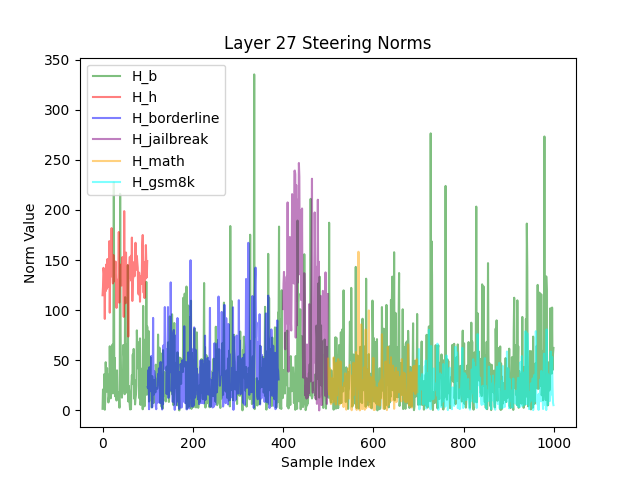 Layer 27 Steering Norms
350
300
250
200
150
100
50
0
Norm Value
H_b
H_h
H_borderline
H_jailbreak
H_math
H_gsm8k
0
200
400
600
800
1000
Sample Index